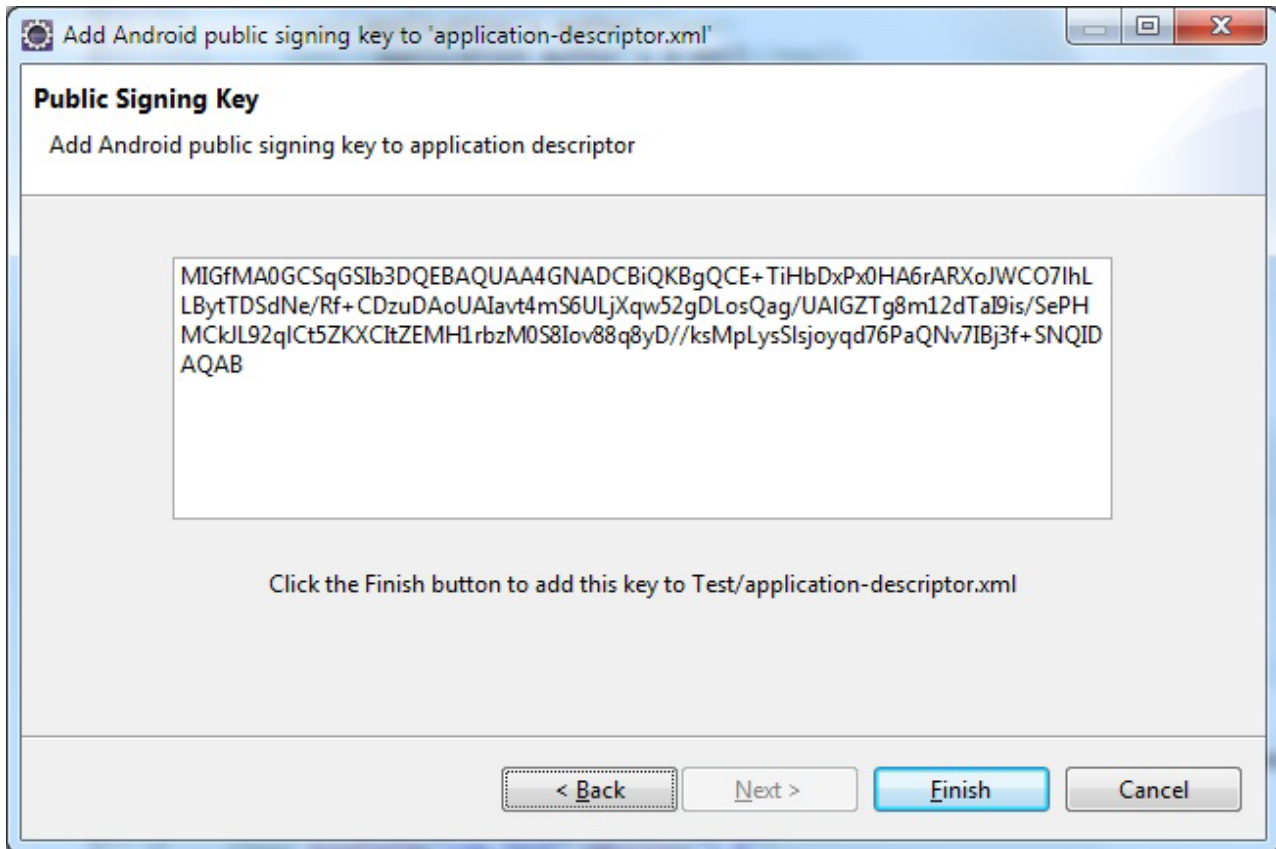 Add Android public signing key to 'application-descriptor.xml'
Public Signing Key
Add Android public signing key to application descriptor
MIGfMA0GCSqGSIb3DQEBAQUAA4GNADCBiQKBgQCE+TiHbDxPx0HA6rARXoJWCO7IhL
LBytTDSdNe/Rf+CDzuDAoUAIavt4mS6ULjXqw52gDLosQag/UAlGZTg8m12dTaI9is/SePH
MCkJL92qlCt5ZKXCItZEMH1rbzM0S8Iov88q8yD//ksMpLysSlsjoyqd76PaQNv7IBj3f+SNQID
AQAB
Click the Finish button to add this key to Test/application-descriptor.xml
< Back
Next >
Finish
Cancel